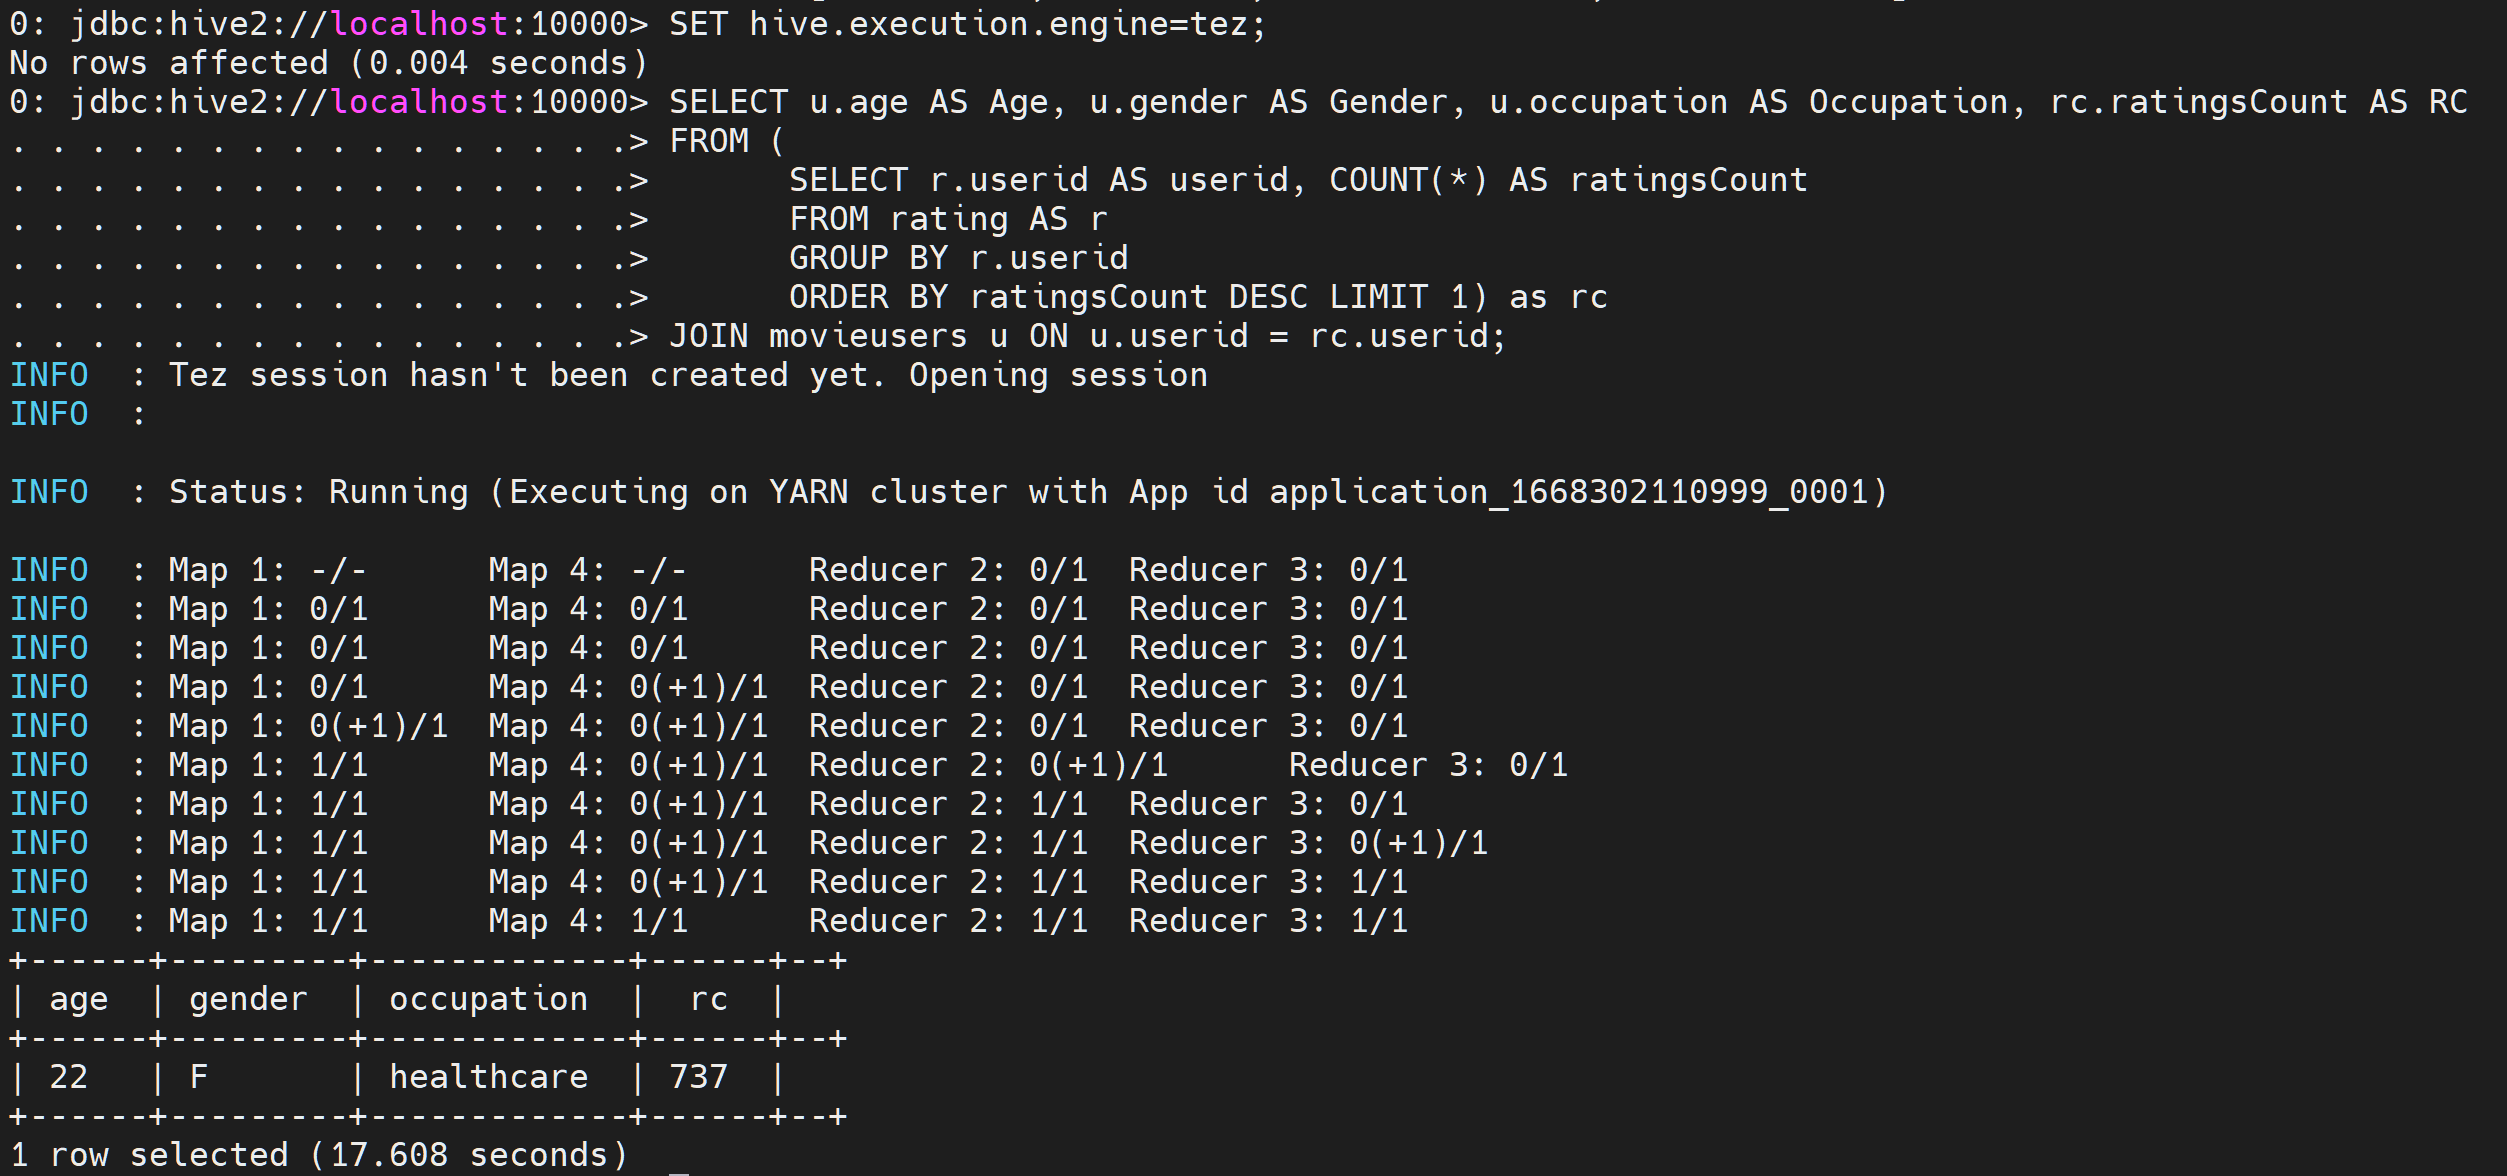 0: jdbc:hive2://localhost:10000> SET hive.execution.engine=tez;
No rows affected (0.004 seconds)
0: jdbc:hive2://localhost:10000> SELECT u.age AS Age, u.gender AS Gender, u.occupation AS Occupation, rc.ratingsCount AS RC
. . . . . . . . . . . . . . . .> FROM (
. . . . . . . . . . . . . . . .>       SELECT r.userid AS userid, COUNT(*) AS ratingsCount
. . . . . . . . . . . . . . . .>       FROM rating AS r
. . . . . . . . . . . . . . . .>       GROUP BY r.userid
. . . . . . . . . . . . . . . .>       ORDER BY ratingsCount DESC LIMIT 1) as rc
. . . . . . . . . . . . . . . .> JOIN movieusers u ON u.userid = rc.userid;
INFO  : Tez session hasn't been created yet. Opening session
INFO  :
INFO  : Status: Running (Executing on YARN cluster with App id application_1668302110999_0001)
INFO  : Map 1: -/-      Map 4: -/-      Reducer 2: 0/1  Reducer 3: 0/1
INFO  : Map 1: 0/1      Map 4: 0/1      Reducer 2: 0/1  Reducer 3: 0/1
INFO  : Map 1: 0/1      Map 4: 0/1      Reducer 2: 0/1  Reducer 3: 0/1
INFO  : Map 1: 0/1      Map 4: 0(+1)/1  Reducer 2: 0/1  Reducer 3: 0/1
INFO  : Map 1: 0(+1)/1  Map 4: 0(+1)/1  Reducer 2: 0/1  Reducer 3: 0/1
INFO  : Map 1: 1/1      Map 4: 0(+1)/1  Reducer 2: 0(+1)/1      Reducer 3: 0/1
INFO  : Map 1: 1/1      Map 4: 0(+1)/1  Reducer 2: 1/1  Reducer 3: 0/1
INFO  : Map 1: 1/1      Map 4: 0(+1)/1  Reducer 2: 1/1  Reducer 3: 0(+1)/1
INFO  : Map 1: 1/1      Map 4: 0(+1)/1  Reducer 2: 1/1  Reducer 3: 1/1
INFO  : Map 1: 1/1      Map 4: 1/1      Reducer 2: 1/1  Reducer 3: 1/1
+------+---------+-------------+------+--+
| age  | gender  | occupation  |  rc  |
+------+---------+-------------+------+--+
| 22   | F       | healthcare  | 737  |
+------+---------+-------------+------+--+
1 row selected (17.608 seconds)